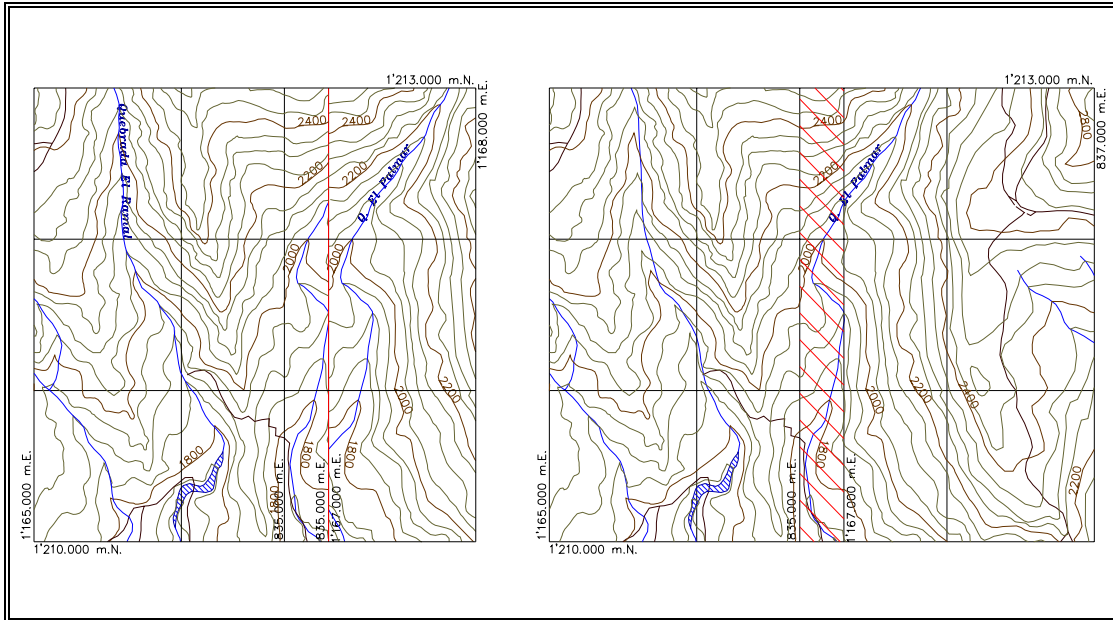 1'213.000 m.N.
1'168.000 m.E.
2400
2400
Quebrada El Ramal
2200
2200
Q. El Palmar
2000
2000
2000
2200
1800
1800
1800
1800
1'165.000 m.E.
835.000 m.E.
835.000 m.E.
1'167.000 m.E.
1'210.000 m.N.
1'213.000 m.N.
837.000 m.E.
2400
2800
2200
Q. El Palmar
2000
2000
2400
1800
2200
1'165.000 m.E.
835.000 m.E.
1'167.000 m.E.
1'210.000 m.N.